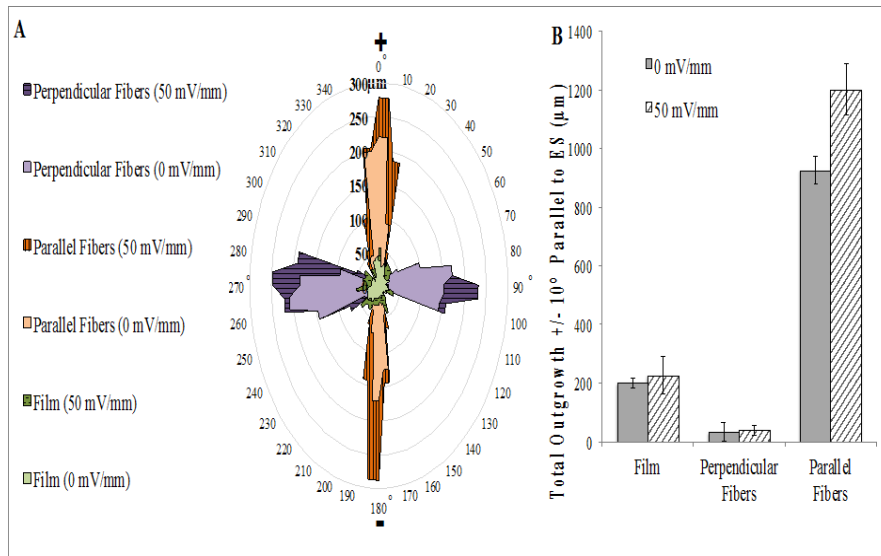 A
+
Perpendicular Fibers (50 mV/mm)
Perpendicular Fibers (0 mV/mm)
Parallel Fibers (50 mV/mm)
Parallel Fibers (0 mV/mm)
Film (50 mV/mm)
Film (0 mV/mm)
0°
10
20
30
40
50
60
70
80
90°
100
110
120
130
140
150
160
170
180°
190
200
210
220
230
240
250
260
270°
280
290
300
310
320
330
340
300µm
250
200
150
100
50
-
B
Total Outgrowth +/- 10° Parallel to ES (µm)
1400
1200
1000
800
600
400
200
0
0 mV/mm
50 mV/mm
Film
Perpendicular
Fibers
Parallel
Fibers